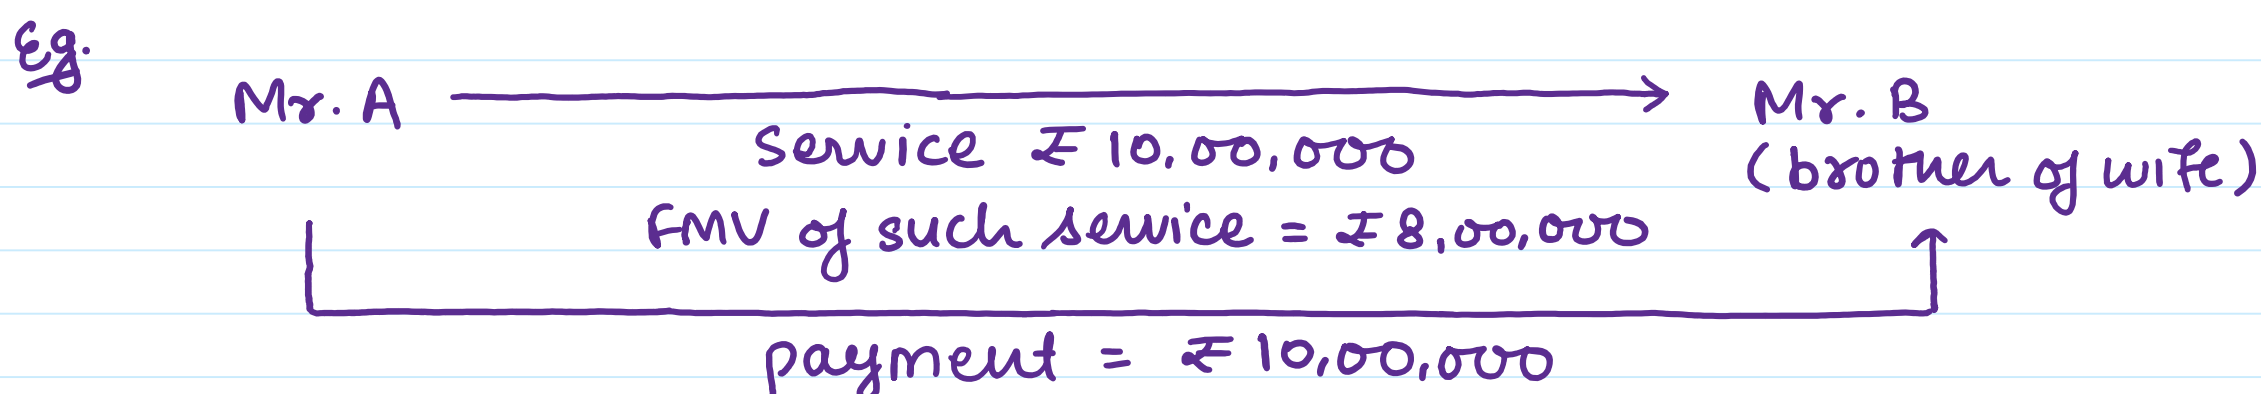 Eg.
Mr. A Mr. B
service ₹ 10,00,000
(brother of wife)
FMV of such service = ₹ 8,00,000
payment = ₹ 10,00,000